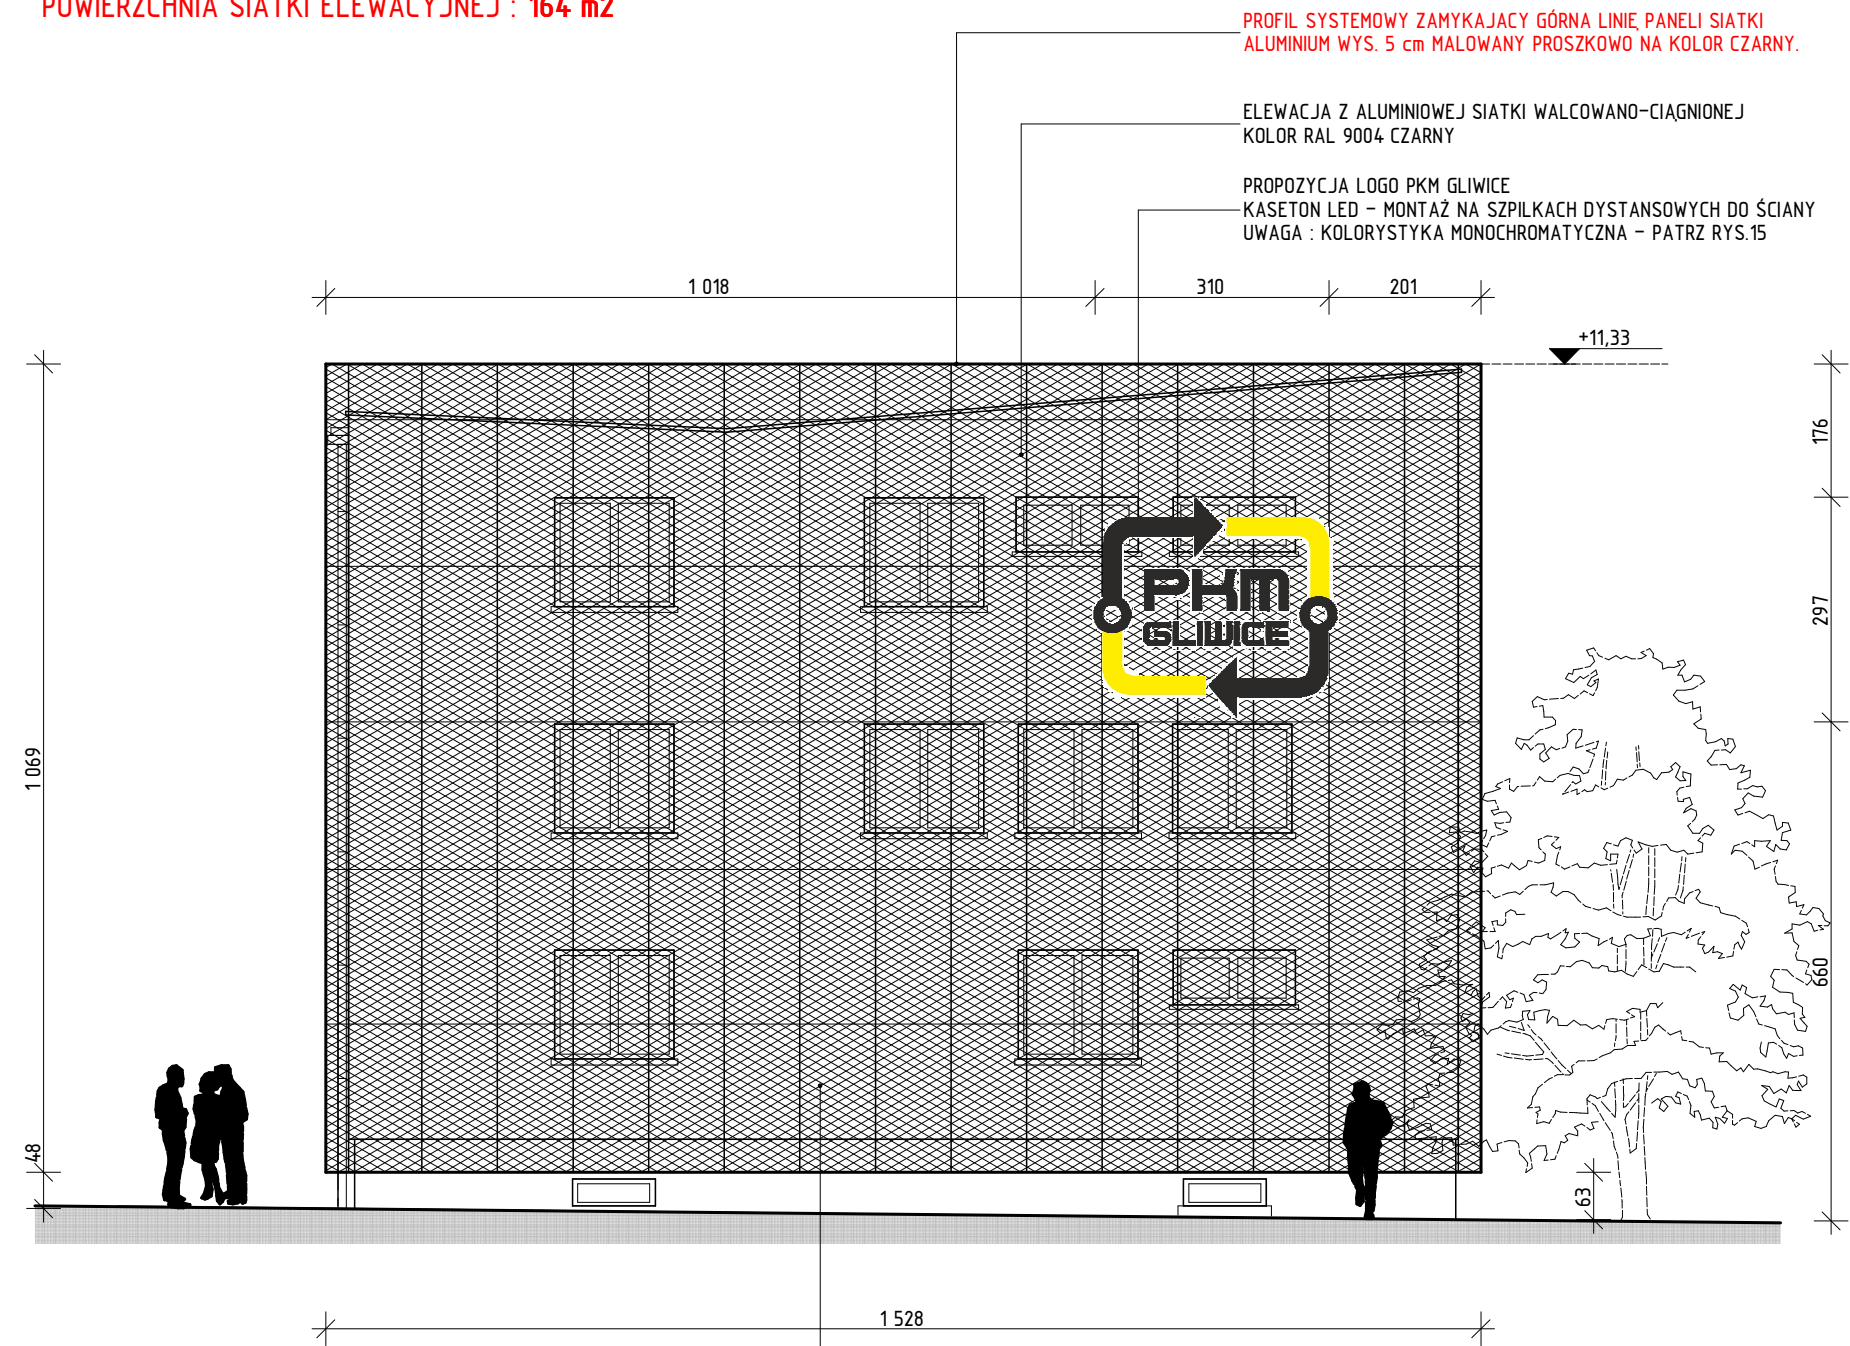 POWIERZCHNIA SIATKI ELEWACYJNEJ : 164 m2
PROFIL SYSTEMOWY ZAMYKAJACY GÓRNA LINIĘ PANELI SIATKI
ALUMINIUM WYS. 5 cm MALOWANY PROSZKOWO NA KOLOR CZARNY.
ELEWACJA Z ALUMINIOWEJ SIATKI WALCOWANO-CIĄGNIONEJ
KOLOR RAL 9004 CZARNY
PROPOZYCJA LOGO PKM GLIWICE
KASETON LED - MONTAŻ NA SZPILKACH DYSTANSOWYCH DO ŚCIANY
UWAGA : KOLORYSTYKA MONOCHROMATYCZNA - PATRZ RYS.15
1 018
310
201
+11,33
176
297
PKM
GLIWICE
1 069
660
48
63
1 528